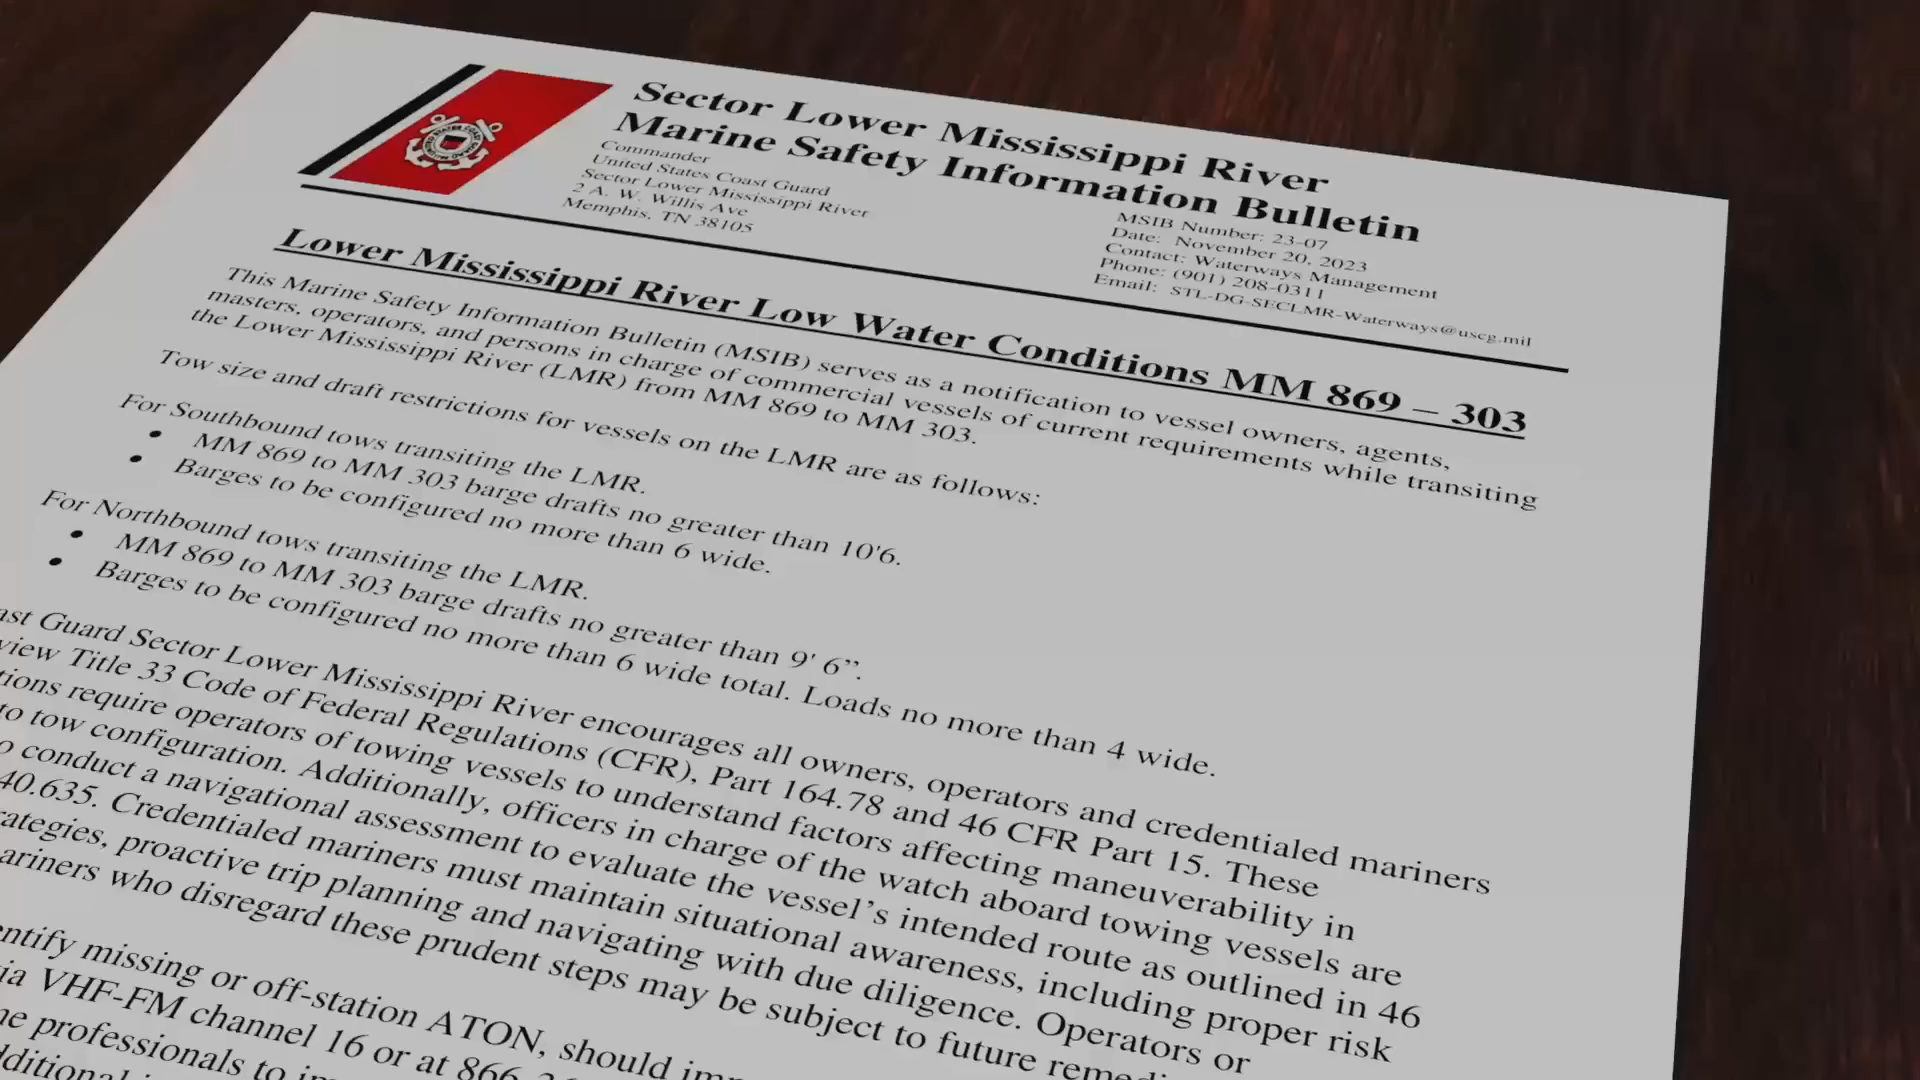 Sector Lower Mississippi River
Marine Safety Information Bulletin
Commander
United States Coast Guard
Sector Lower Mississippi River
2 A. W. Willis Ave
Memphis, TN 38105
MSIB Number: 23-07
Date: November 20, 2023
Contact: Waterways Management
Phone: (901) 208-0311
Email: STL-DG-SECLMR-Waterways@uscg.mil
Lower Mississippi River Low Water Conditions MM 869 – 303
This Marine Safety Information Bulletin (MSIB) serves as a notification to vessel owners, agents,
masters, operators, and persons in charge of commercial vessels of current requirements while transiting
the Lower Mississippi River (LMR) from MM 869 to MM 303.
Tow size and draft restrictions for vessels on the LMR are as follows:
For Southbound tows transiting the LMR.
• MM 869 to MM 303 barge drafts no greater than 10'6.
• Barges to be configured no more than 6 wide.
For Northbound tows transiting the LMR.
• MM 869 to MM 303 barge drafts no greater than 9' 6”.
• Barges to be configured no more than 6 wide total. Loads no more than 4 wide.
Guard Sector Lower Mississippi River encourages all owners, operators and credentialed mariners
view Title 33 Code of Federal Regulations (CFR), Part 164.78 and 46 CFR Part 15. These
require operators of towing vessels to understand factors affecting maneuverability in
to tow configuration. Additionally, officers in charge of the watch aboard towing vessels are
conduct a navigational assessment to evaluate the vessel’s intended route as outlined in 46
40.635. Credentialed mariners must maintain situational awareness, including proper risk
proactive trip planning and navigating with due diligence. Operators or
ariners who disregard these prudent steps may be subject to future
missing or off-station ATON, should
VHF-FM channel 16 or at 866-
professionals to